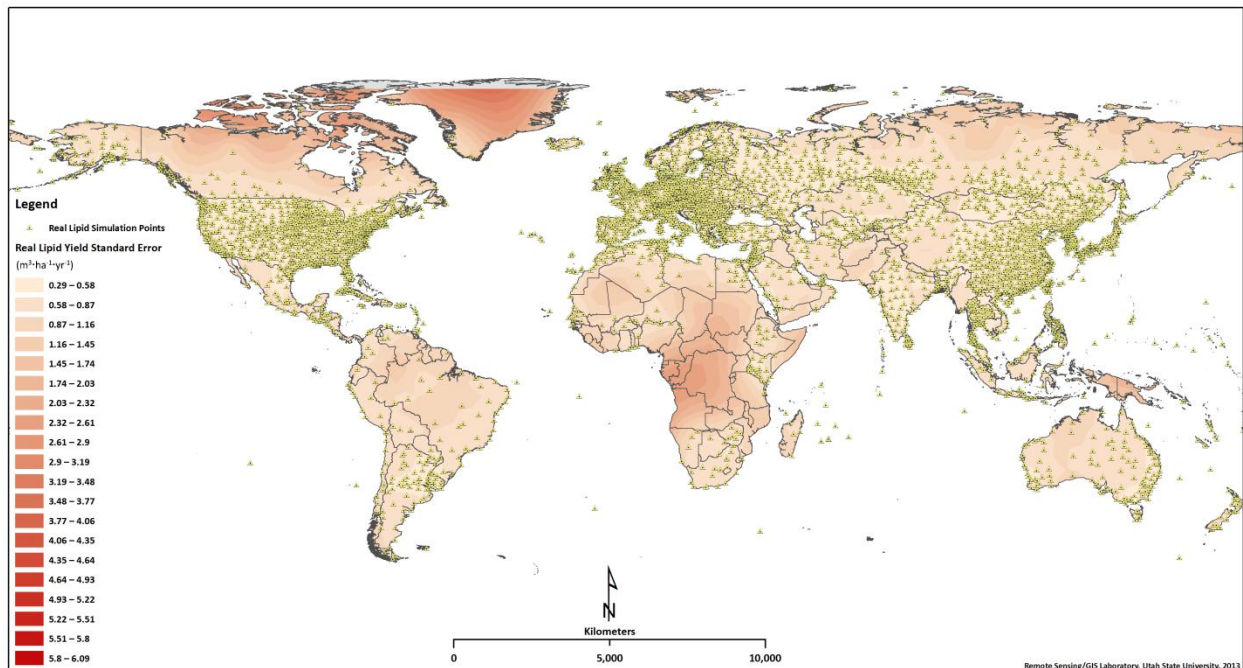 Legend
Real Lipid Simulation Points
Real Lipid Yield Standard Error
(m³·ha⁻¹·yr⁻¹)
0.29 – 0.58
0.58 – 0.87
0.87 – 1.16
1.16 – 1.45
1.45 – 1.74
1.74 – 2.03
2.03 – 2.32
2.32 – 2.61
2.61 – 2.9
2.9 – 3.19
3.19 – 3.48
3.48 – 3.77
3.77 – 4.06
4.06 – 4.35
4.35 – 4.64
4.64 – 4.93
4.93 – 5.22
5.22 – 5.51
5.51 – 5.8
5.8 – 6.09
N
Kilometers
0 5,000 10,000
Remote Sensing/GIS Laboratory, Utah State University, 2013